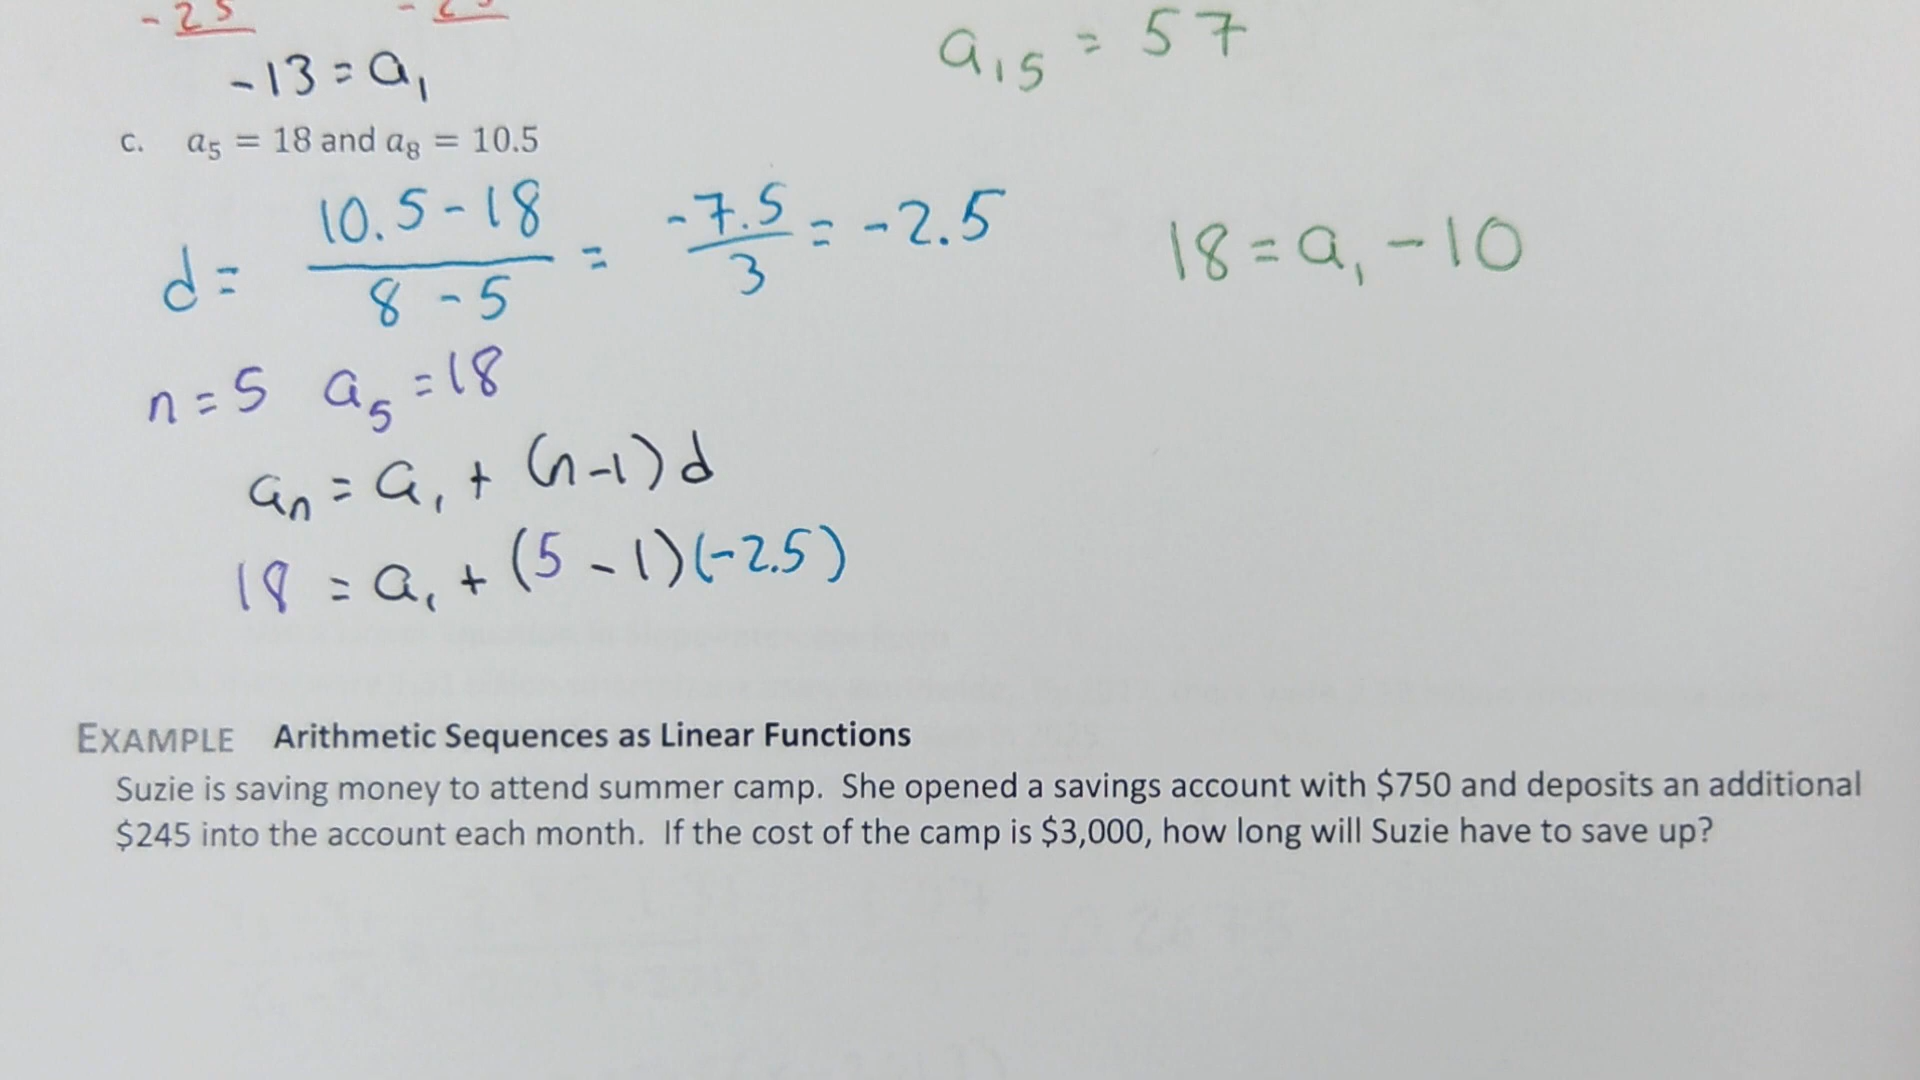 -25
-13 = a₁
a₁₅ = 57
c. a₅ = 18 and a₈ = 10.5
d = (10.5 - 18)/(8 - 5) = -7.5/3 = -2.5
18 = a₁ - 10
n = 5 a₅ = 18
aₙ = a₁ + (n-1)d
18 = a₁ + (5 - 1)(-2.5)
EXAMPLE Arithmetic Sequences as Linear Functions
Suzie is saving money to attend summer camp. She opened a savings account with $750 and deposits an additional
$245 into the account each month. If the cost of the camp is $3,000, how long will Suzie have to save up?